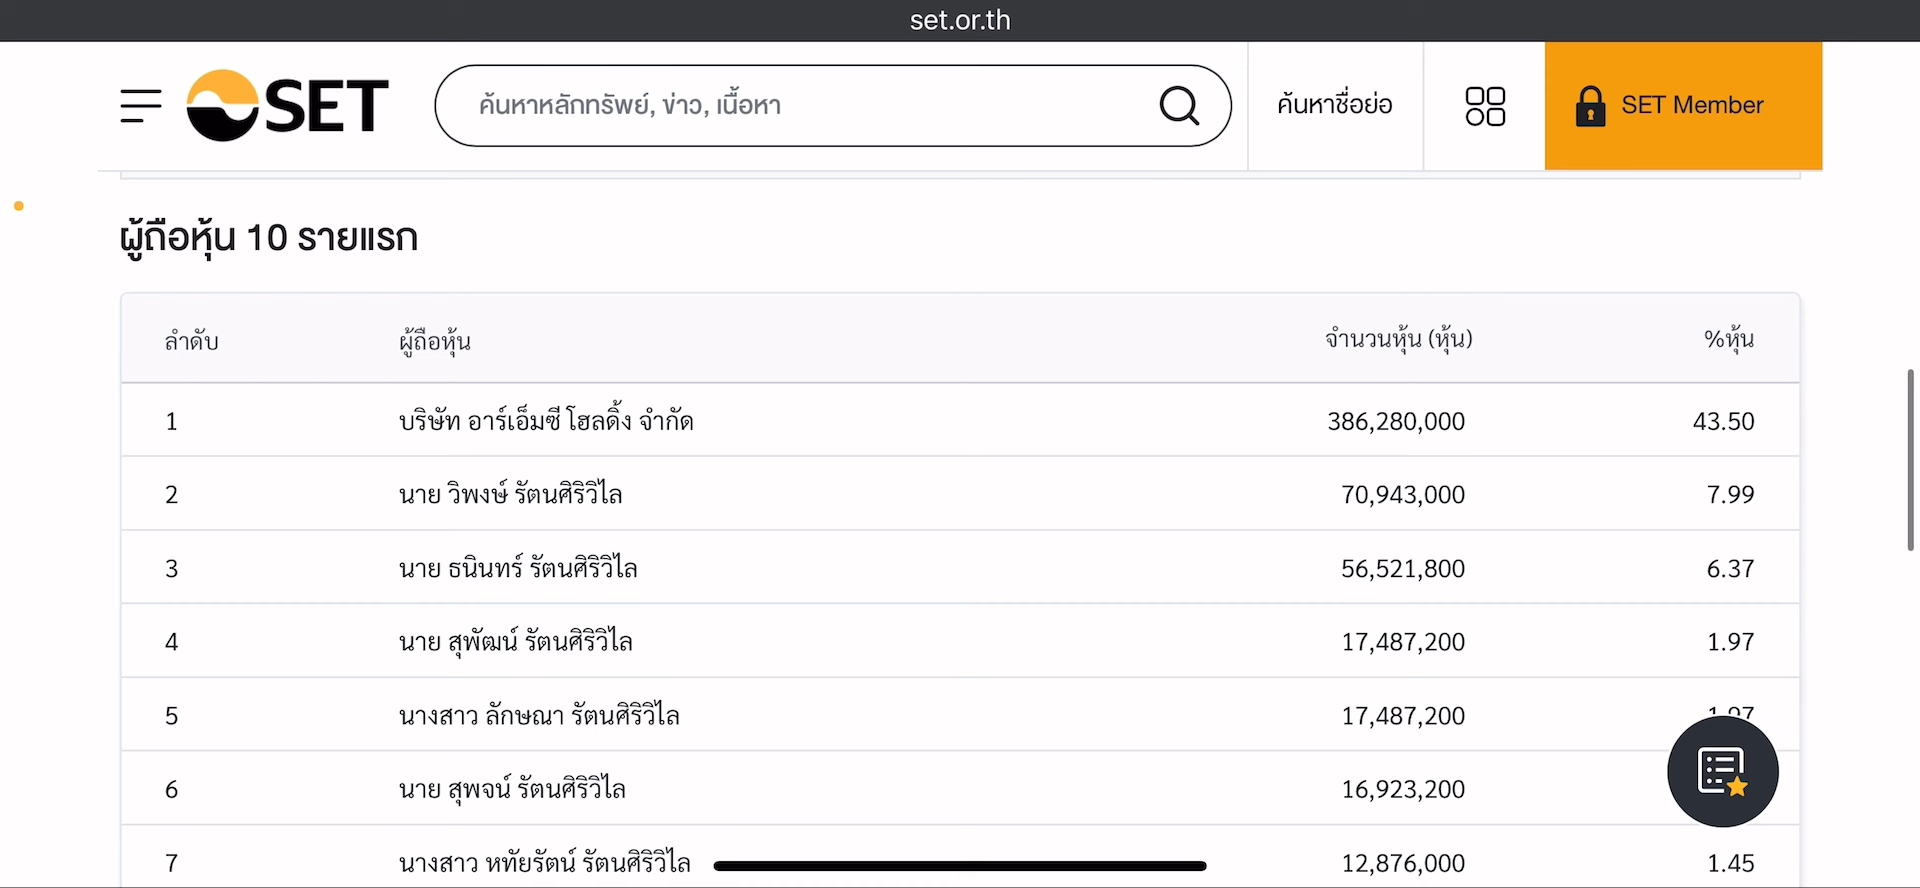 set.or.th
SET
ค้นหาหลักทรัพย์, ข่าว, เนื้อหา
ค้นหาชื่อย่อ
SET Member
ผู้ถือหุ้น 10 รายแรก
ลำดับ ผู้ถือหุ้น จำนวนหุ้น (หุ้น) %หุ้น
1 บริษัท อาร์เอ็มซี โฮลดิ้ง จำกัด 386,280,000 43.50
2 นาย วิพงษ์ รัตนศิริวิไล 70,943,000 7.99
3 นาย ธนินทร์ รัตนศิริวิไล 56,521,800 6.37
4 นาย สุพัฒน์ รัตนศิริวิไล 17,487,200 1.97
5 นางสาว ลักษณา รัตนศิริวิไล 17,487,200 1.97
6 นาย สุพจน์ รัตนศิริวิไล 16,923,200
7 นางสาว หทัยรัตน์ รัตนศิริวิไล 12,876,000 1.45